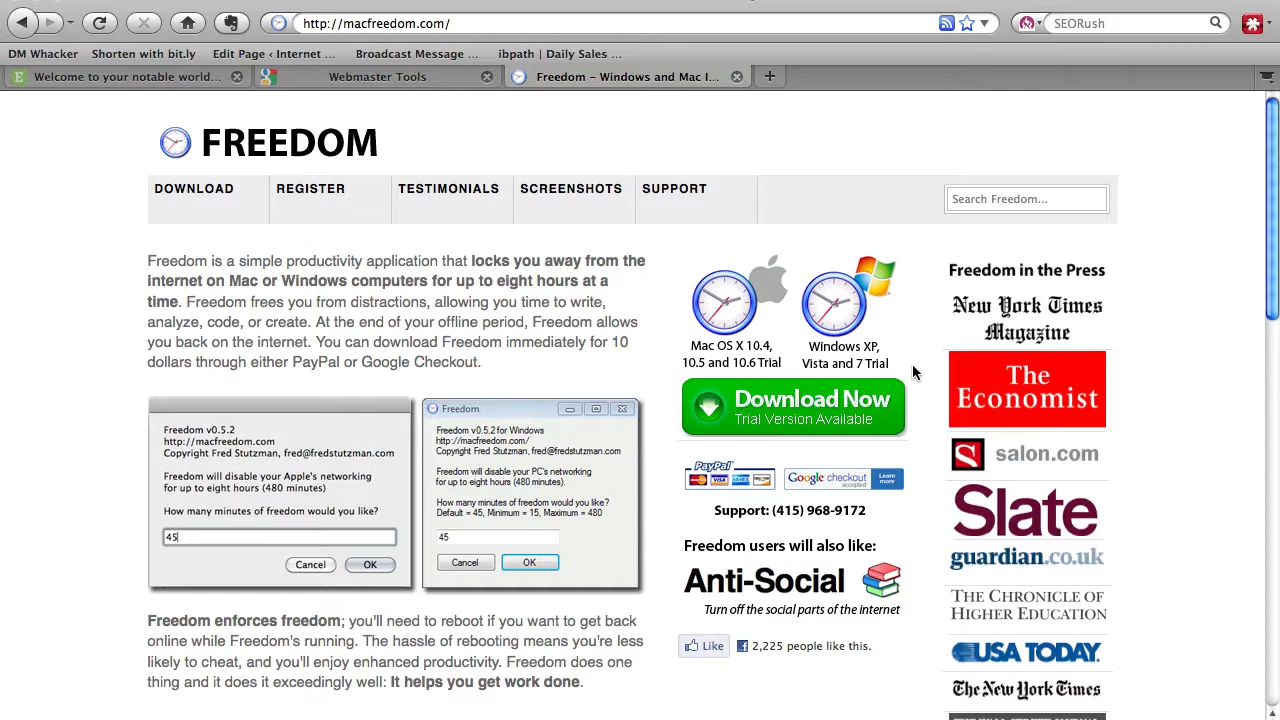 http://macfreedom.com/
SEORush
DM Whacker
Shorten with bit.ly
Edit Page ‹ Internet ...
Broadcast Message ...
ibpath | Daily Sales ...
Welcome to your notable world...
Webmaster Tools
Freedom – Windows and Mac I...
FREEDOM
DOWNLOAD
REGISTER
TESTIMONIALS
SCREENSHOTS
SUPPORT
Search Freedom...
Freedom is a simple productivity application that locks you away from the
internet on Mac or Windows computers for up to eight hours at a
time. Freedom frees you from distractions, allowing you time to write,
analyze, code, or create. At the end of your offline period, Freedom allows
you back on the internet. You can download Freedom immediately for 10
dollars through either PayPal or Google Checkout.
Freedom v0.5.2
http://macfreedom.com
Copyright Fred Stutzman, fred@fredstutzman.com
Freedom will disable your Apple's networking
for up to eight hours (480 minutes)
How many minutes of freedom would you like?
45
Cancel
OK
Freedom
Freedom v0.5.2 for Windows
http://macfreedom.com/
Copyright Fred Stutzman, fred@fredstutzman.com
Freedom will disable your PC's networking
for up to eight hours (480 minutes).
How many minutes of freedom would you like?
Default = 45, Minimum = 15, Maximum = 480
45
Cancel
OK
Freedom enforces freedom; you'll need to reboot if you want to get back
online while Freedom's running. The hassle of rebooting means you're less
likely to cheat, and you'll enjoy enhanced productivity. Freedom does one
thing and it does it exceedingly well: It helps you get work done.
Mac OS X 10.4,
10.5 and 10.6 Trial
Windows XP,
Vista and 7 Trial
Download Now
Trial Version Available
PayPal
Google checkout
accepted
Learn
more
Support: (415) 968-9172
Freedom users will also like:
Anti-Social
Turn off the social parts of the internet
Like
2,225 people like this.
Freedom in the Press
New York Times
Magazine
The
Economist
S salon.com
Slate
guardian.co.uk
THE CHRONICLE OF
HIGHER EDUCATION
USA TODAY
The New York Times